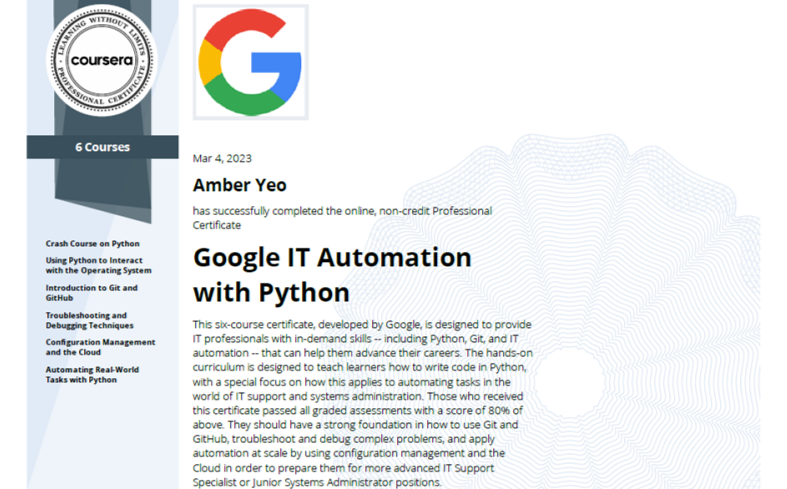 LEARNING WITHOUT LIMITS
coursera
PROFESSIONAL CERTIFICATE
6 Courses
Crash Course on Python
Using Python to Interact
with the Operating System
Introduction to Git and
GitHub
Troubleshooting and
Debugging Techniques
Configuration Management
and the Cloud
Automating Real-World
Tasks with Python
G
Mar 4, 2023
Amber Yeo
has successfully completed the online, non-credit Professional
Certificate
Google IT Automation
with Python
This six-course certificate, developed by Google, is designed to provide
IT professionals with in-demand skills -- including Python, Git, and IT
automation -- that can help them advance their careers. The hands-on
curriculum is designed to teach learners how to write code in Python,
with a special focus on how this applies to automating tasks in the
world of IT support and systems administration. Those who received
this certificate passed all graded assessments with a score of 80% of
above. They should have a strong foundation in how to use Git and
GitHub, troubleshoot and debug complex problems, and apply
automation at scale by using configuration management and the
Cloud in order to prepare them for more advanced IT Support
Specialist or Junior Systems Administrator positions.